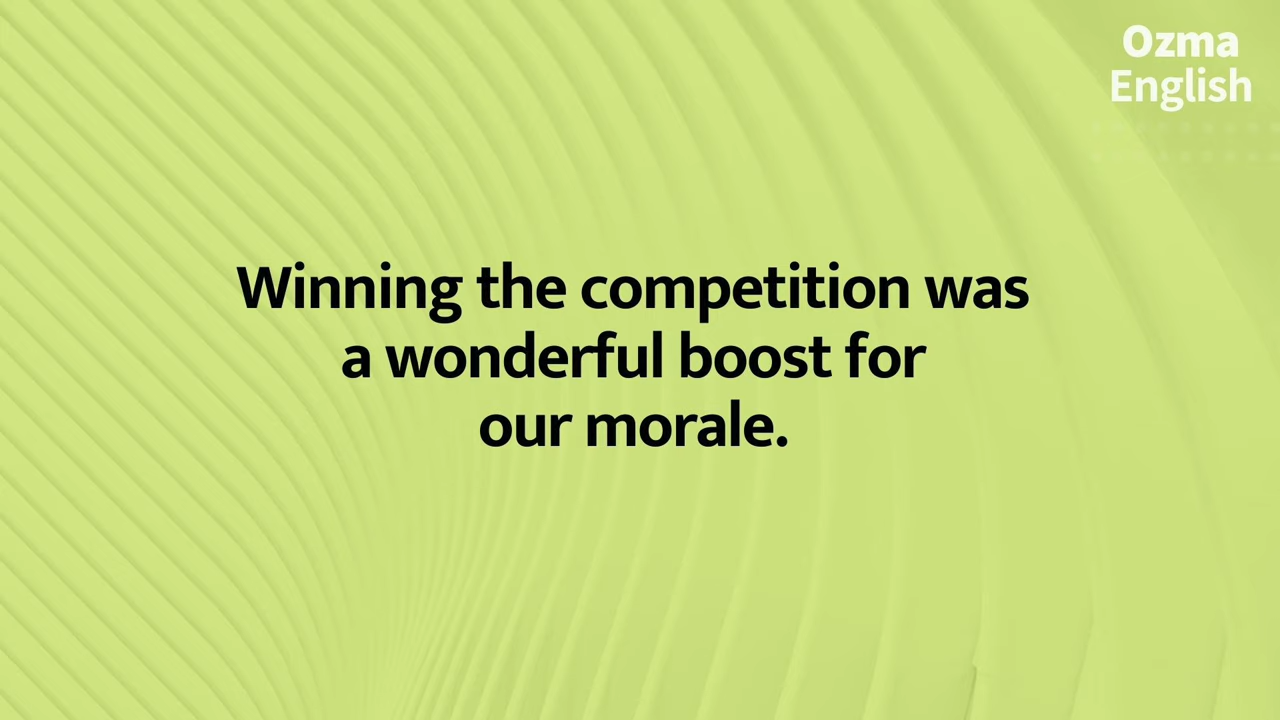 Ozma
English
Winning the competition was
a wonderful boost for
our morale.